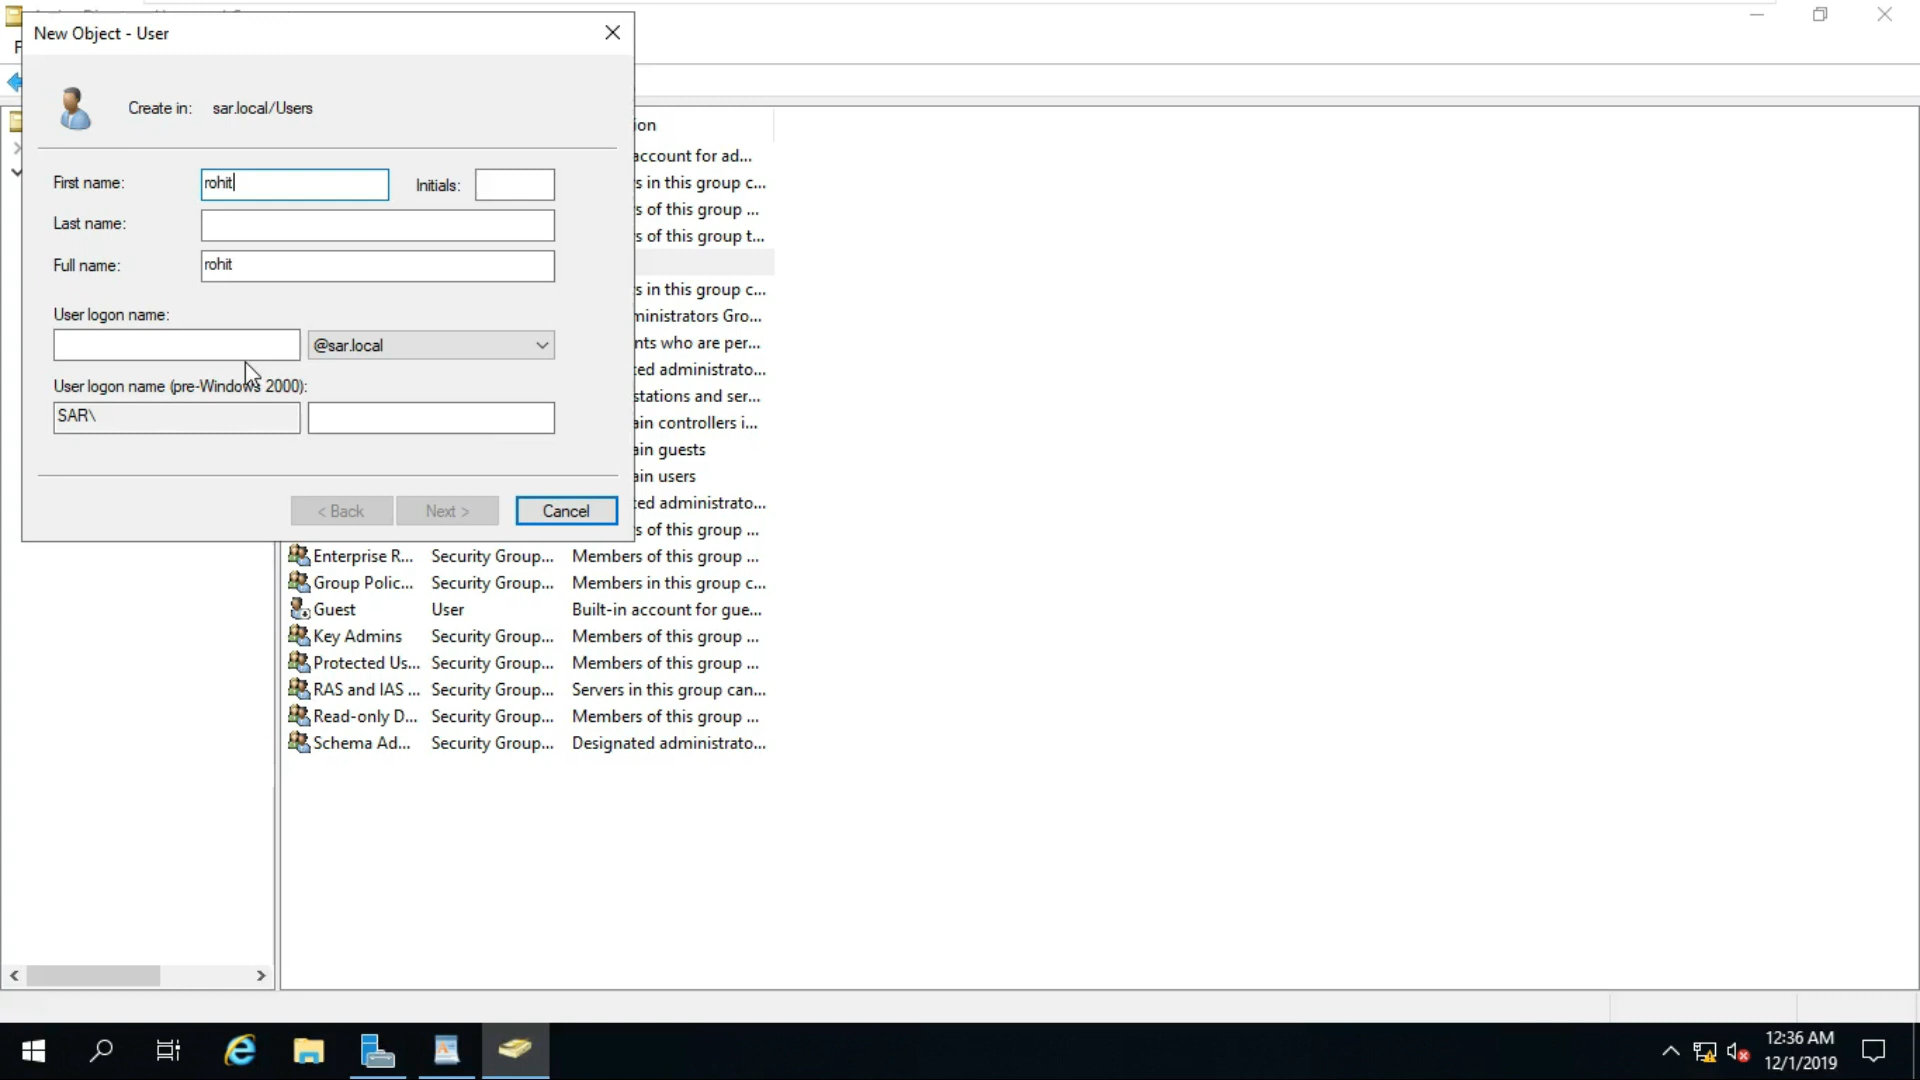 New Object - User
Create in: sar.local/Users
First name: rohit Initials:
Last name:
Full name: rohit
User logon name:
@sar.local
User logon name (pre-Windows 2000):
SAR\
< Back Next > Cancel
ion
account for ad...
s in this group c...
s of this group ...
s of this group t...
s in this group c...
ministrators Gro...
nts who are per...
ted administrato...
stations and ser...
ain controllers i...
ain guests
ain users
ted administrato...
s of this group ...
Enterprise R... Security Group... Members of this group ...
Group Polic... Security Group... Members in this group c...
Guest User Built-in account for gue...
Key Admins Security Group... Members of this group ...
Protected Us... Security Group... Members of this group ...
RAS and IAS ... Security Group... Servers in this group can...
Read-only D... Security Group... Members of this group ...
Schema Ad... Security Group... Designated administrato...
12:36 AM
12/1/2019